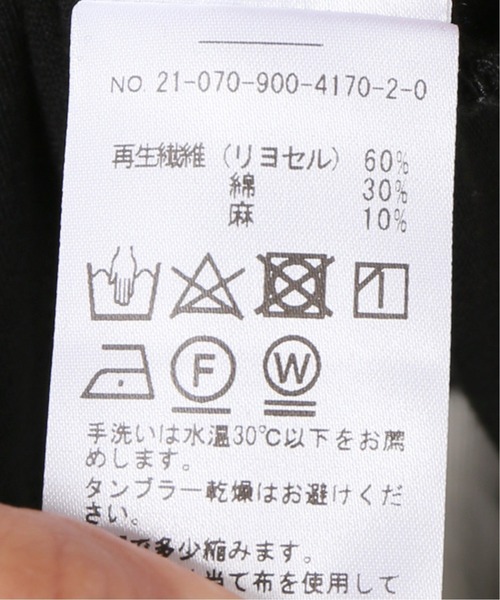 NO. 21-070-900-4170-2-0
再生繊維（リヨセル） 60%
綿 30%
麻 10%
F
W
手洗いは水温30℃以下をお薦
めします。
タンブラー乾燥はお避けくだ
さい。
で多少縮みます。
当て布を使用して